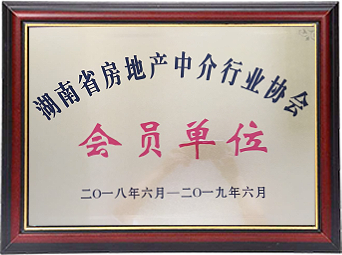 湖南省房地产中介行业协会
会员单位
二〇一八年六月—二〇一九年六月